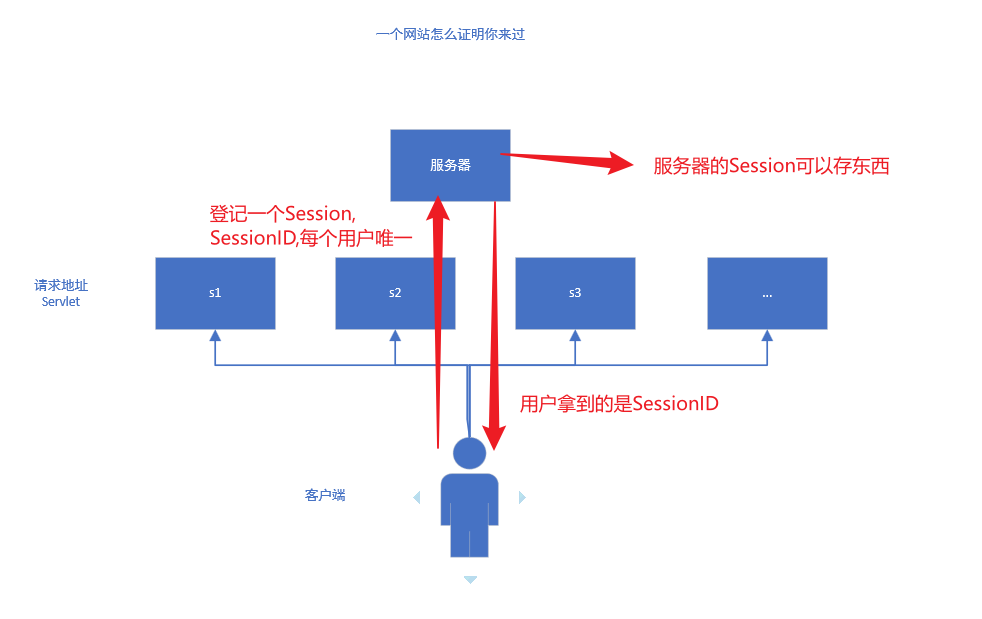 一个网站怎么证明你来过
服务器
服务器的Session可以存东西
登记一个Session,
SessionID,每个用户唯一
请求地址
Servlet
s1
s2
s3
...
用户拿到的是SessionID
客户端